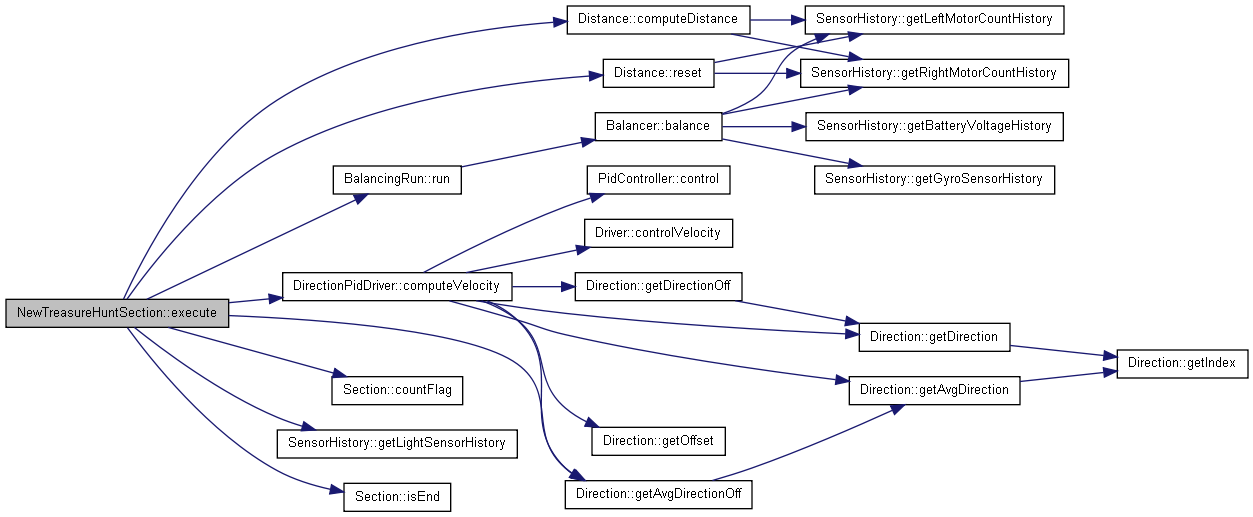 Distance::computeDistance
SensorHistory::getLeftMotorCountHistory
Distance::reset
SensorHistory::getRightMotorCountHistory
Balancer::balance
SensorHistory::getBatteryVoltageHistory
BalancingRun::run
PidController::control
SensorHistory::getGyroSensorHistory
Driver::controlVelocity
DirectionPidDriver::computeVelocity
Direction::getDirectionOff
NewTreasureHuntSection::execute
Direction::getDirection
Direction::getIndex
Section::countFlag
Direction::getAvgDirection
SensorHistory::getLightSensorHistory
Direction::getOffset
Section::isEnd
Direction::getAvgDirectionOff